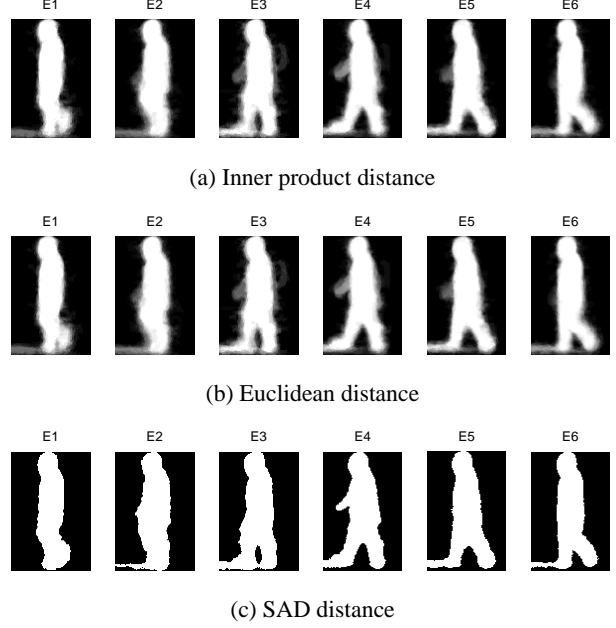 E1 E2 E3 E4 E5 E6
(a) Inner product distance
E1 E2 E3 E4 E5 E6
(b) Euclidean distance
E1 E2 E3 E4 E5 E6
(c) SAD distance